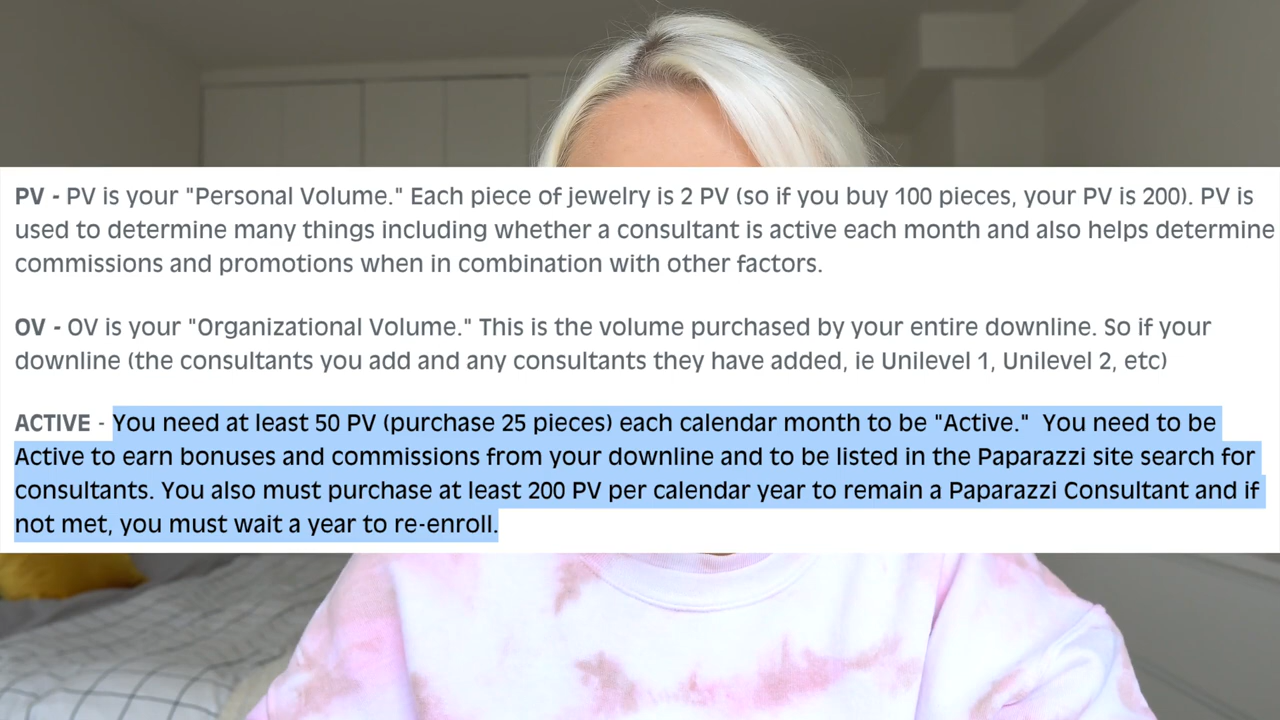 PV - PV is your "Personal Volume." Each piece of jewelry is 2 PV (so if you buy 100 pieces, your PV is 200). PV is
used to determine many things including whether a consultant is active each month and also helps determine
commissions and promotions when in combination with other factors.
OV - OV is your "Organizational Volume." This is the volume purchased by your entire downline. So if your
downline (the consultants you add and any consultants they have added, ie Unilevel 1, Unilevel 2, etc)
ACTIVE - You need at least 50 PV (purchase 25 pieces) each calendar month to be "Active."  You need to be
Active to earn bonuses and commissions from your downline and to be listed in the Paparazzi site search for
consultants. You also must purchase at least 200 PV per calendar year to remain a Paparazzi Consultant and if
not met, you must wait a year to re-enroll.